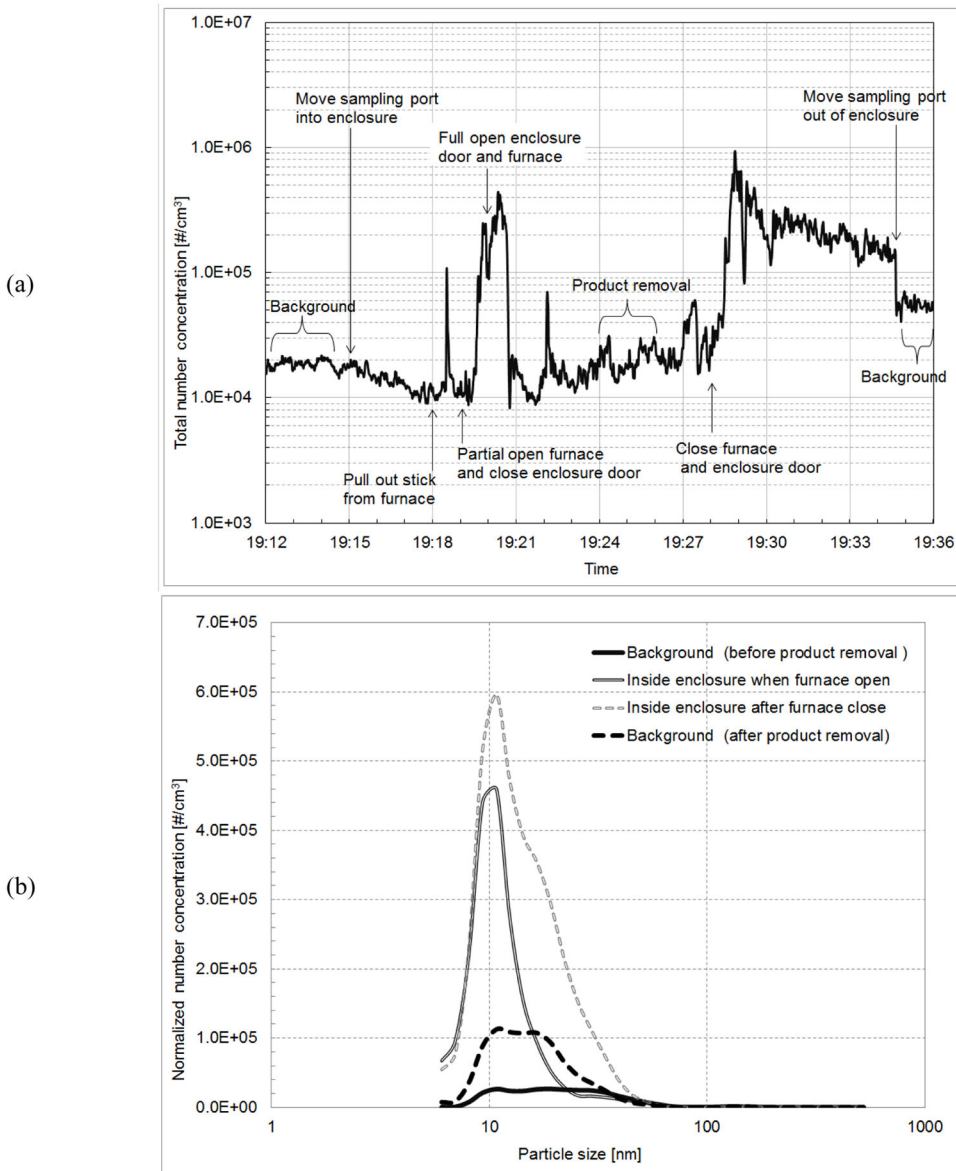 (a)
Total number concentration [#/cm³]
1.0E+07
1.0E+06
1.0E+05
1.0E+04
1.0E+03
Move sampling port
into enclosure
Full open enclosure
door and furnace
Move sampling port
out of enclosure
Background
Product removal
Background
Pull out stick
from furnace
Partial open furnace
and close enclosure door
Close furnace
and enclosure door
19:12 19:15 19:18 19:21 19:24 19:27 19:30 19:33 19:36
Time
(b)
Normalized number concentration [#/cm³]
7.0E+05
6.0E+05
5.0E+05
4.0E+05
3.0E+05
2.0E+05
1.0E+05
0.0E+00
Background (before product removal )
Inside enclosure when furnace open
Inside enclosure after furnace close
Background (after product removal)
1 10 100 1000
Particle size [nm]